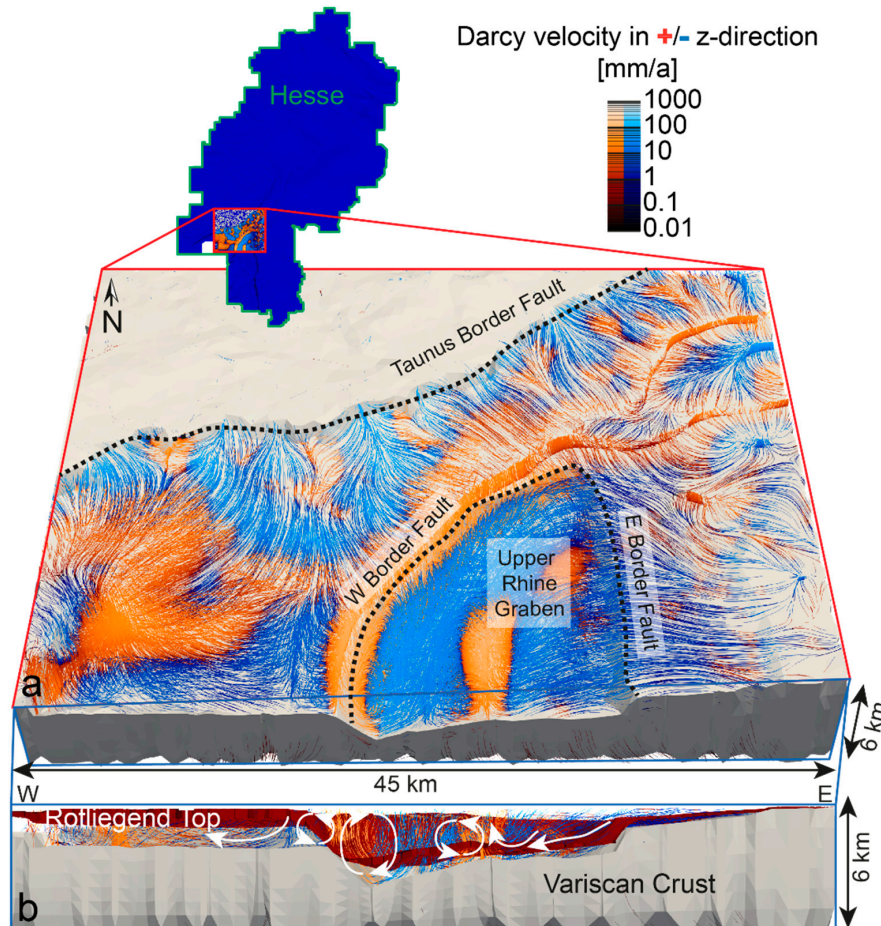 Darcy velocity in +/- z-direction
[mm/a]
Hesse
1000
100
10
1
0.1
0.01
N
Taunus Border Fault
W Border Fault
E Border Fault
Upper
Rhine
Graben
a
6 km
45 km
W
E
Rotliegend Top
6 km
Variscan Crust
b